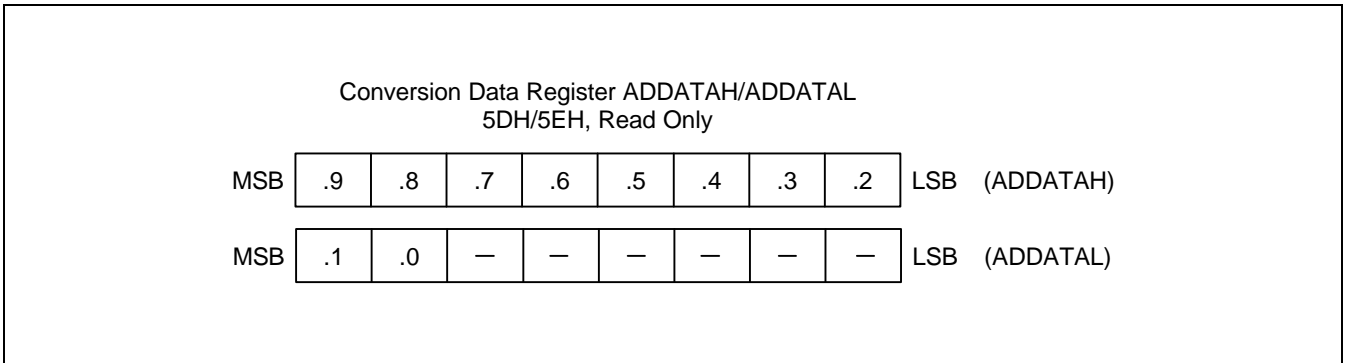 Conversion Data Register ADDATAH/ADDATAL
5DH/5EH, Read Only
MSB .9 .8 .7 .6 .5 .4 .3 .2 LSB (ADDATAH)
MSB .1 .0 – – – – – – LSB (ADDATAL)